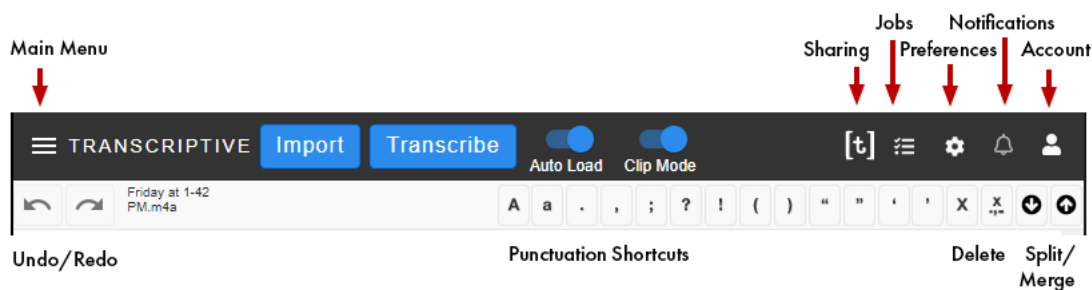 Jobs Notifications
Main Menu Sharing Preferences Account
TRANSCRIPTIVE Import Transcribe [t]
Auto Load Clip Mode
Friday at 1-42
PM.m4a
A a . , ; ? ! ( ) “ ” ‘ ’ X X
Undo/Redo Punctuation Shortcuts Delete Split/
Merge